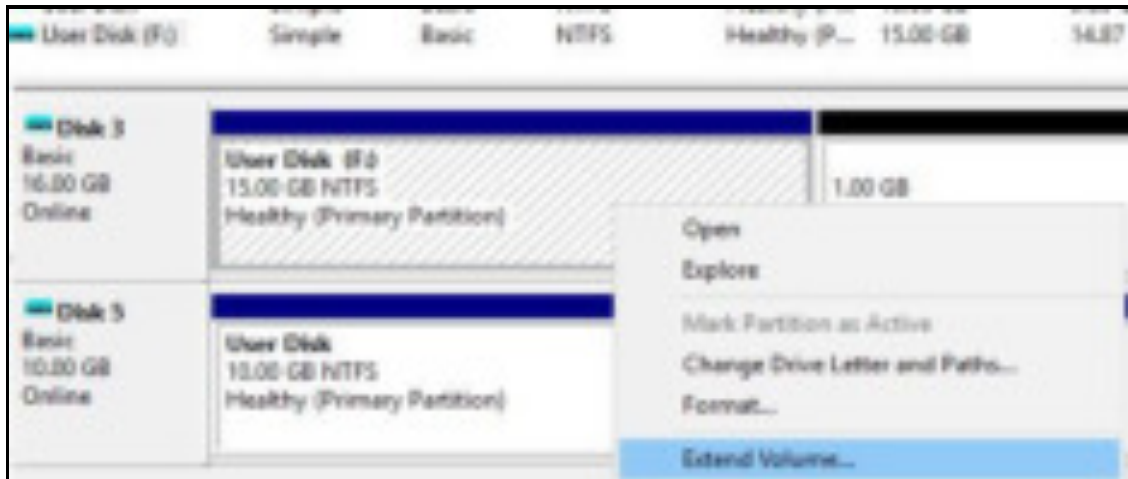 User Disk (F:) Simple Basic NTFS Healthy (P... 15.00 GB 14.87
Disk 3
Basic
16.00 GB
Online
User Disk (F:)
15.00 GB NTFS
Healthy (Primary Partition)
1.00 GB
Disk 5
Basic
10.00 GB
Online
User Disk
10.00 GB NTFS
Healthy (Primary Partition)
Open
Explore
Mark Partition as Active
Change Drive Letter and Paths...
Format...
Extend Volume...